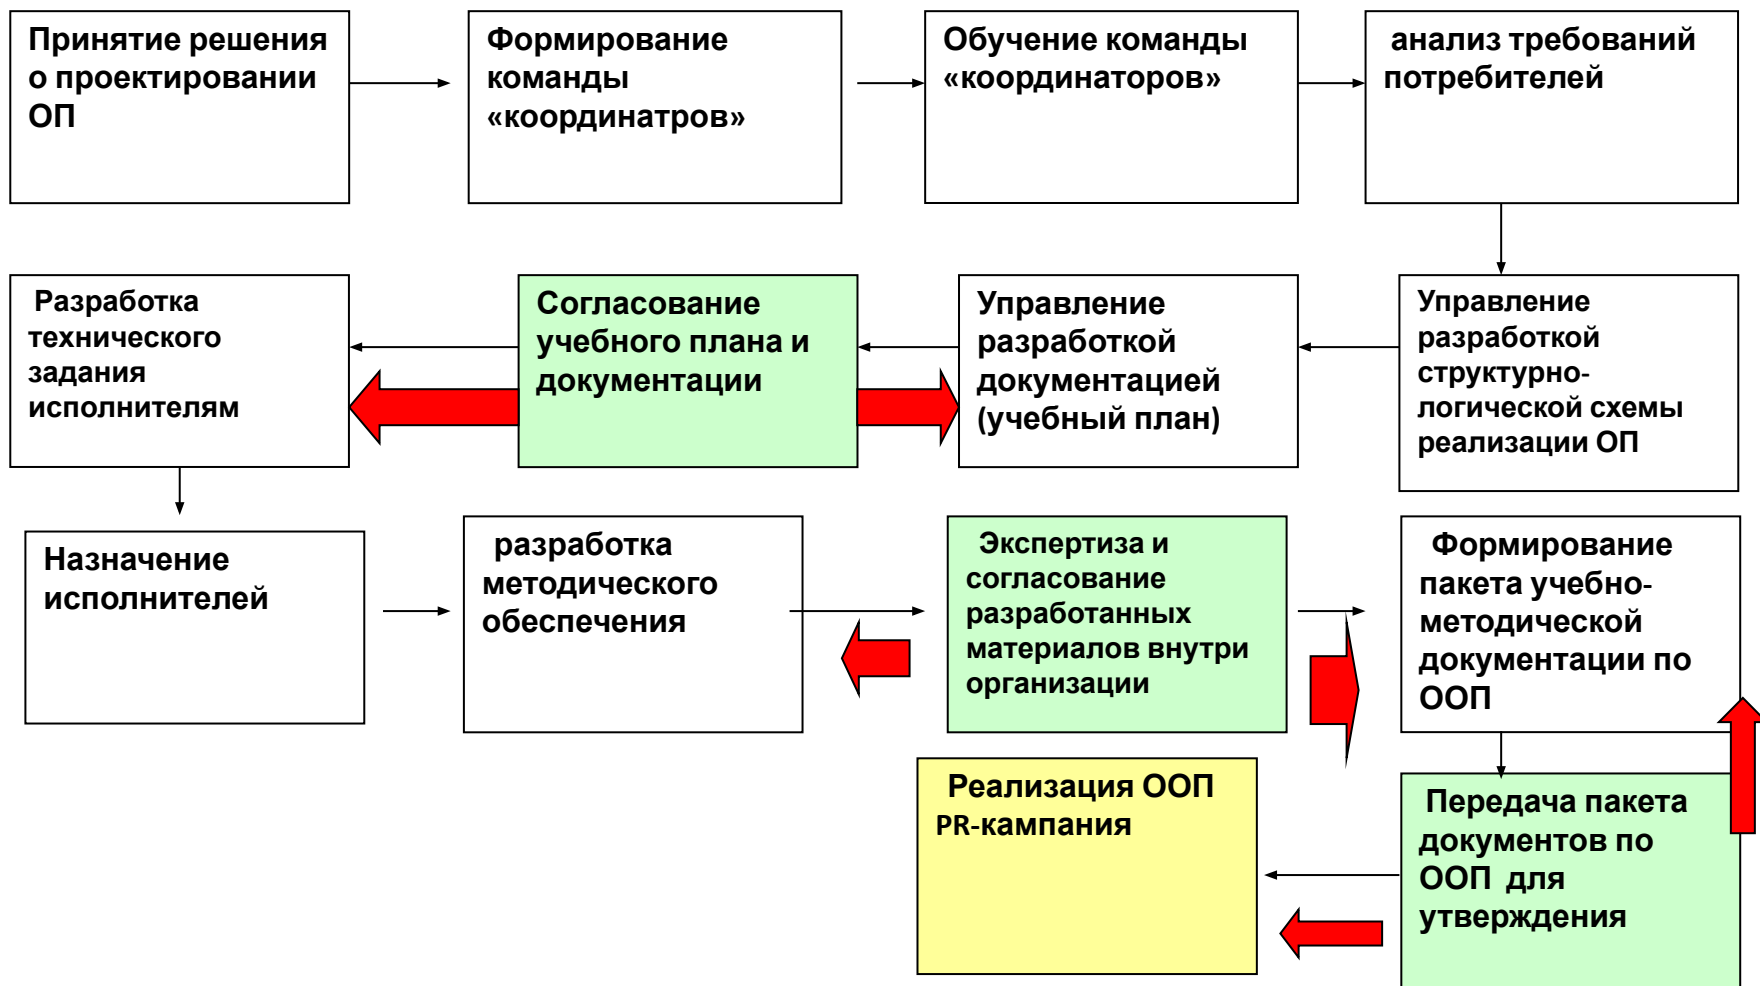 Принятие решения
о проектировании
ОП
Формирование
команды
«координатров»
Обучение команды
«координаторов»
анализ требований
потребителей
Разработка
технического
задания
исполнителям
Согласование
учебного плана и
документации
Управление
разработкой
документацией
(учебный план)
Управление
разработкой
структурно-
логической схемы
реализации ОП
Назначение
исполнителей
разработка
методического
обеспечения
Экспертиза и
согласование
разработанных
материалов внутри
организации
Формирование
пакета учебно-
методической
документации по
ООП
Реализация ООП
PR-кампания
Передача пакета
документов по
ООП для
утверждения